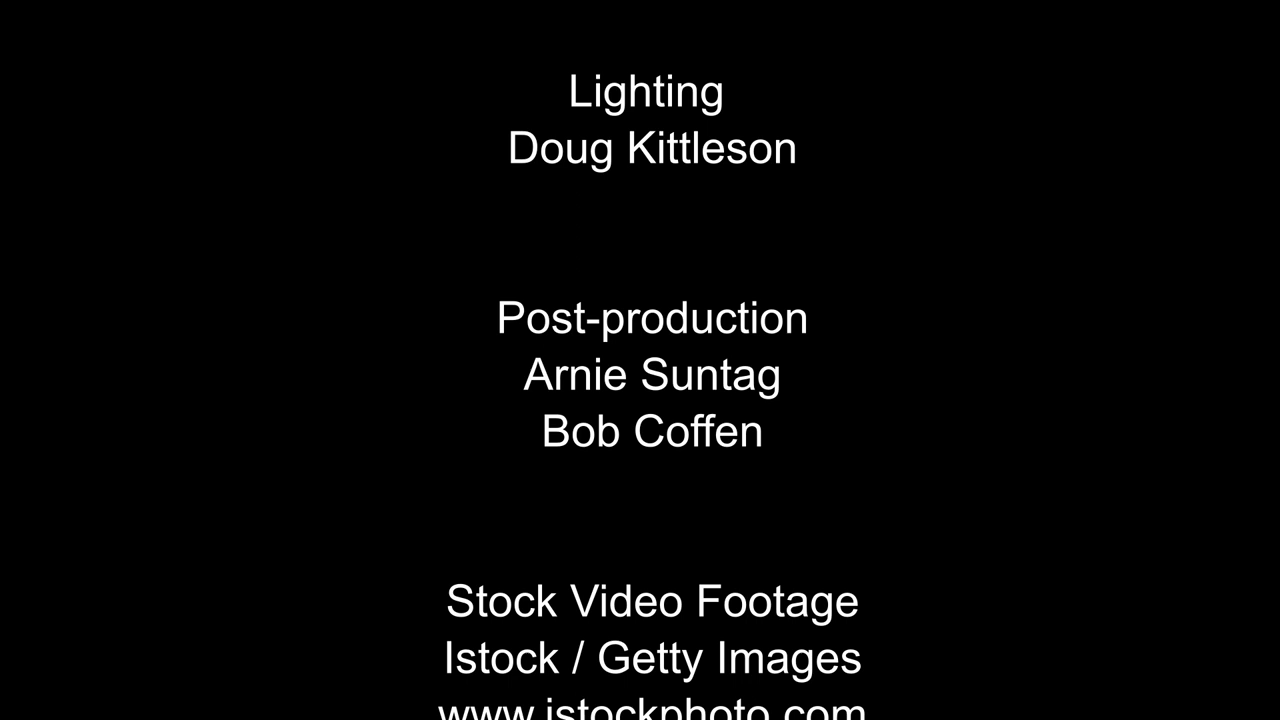 Lighting
Doug Kittleson
Post-production
Arnie Suntag
Bob Coffen
Stock Video Footage
Istock / Getty Images
www.istockphoto.com